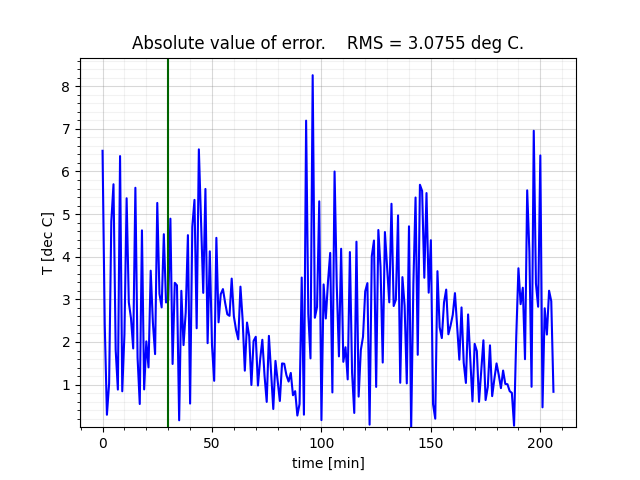 Absolute value of error.    RMS = 3.0755 deg C.
T [dec C]
8
7
6
5
4
3
2
1
0 50 100 150 200
time [min]